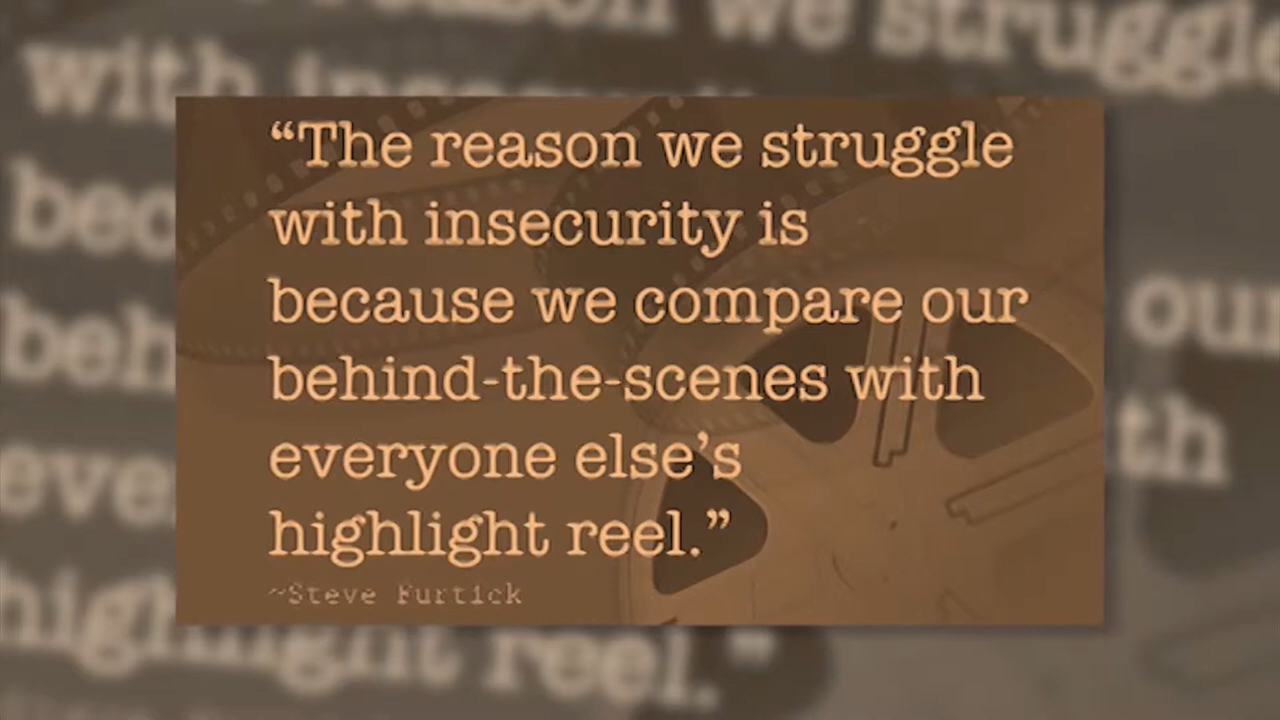 “The reason we struggle
with insecurity is
because we compare our
behind-the-scenes with
everyone else’s
highlight reel.”
~Steve Furtick